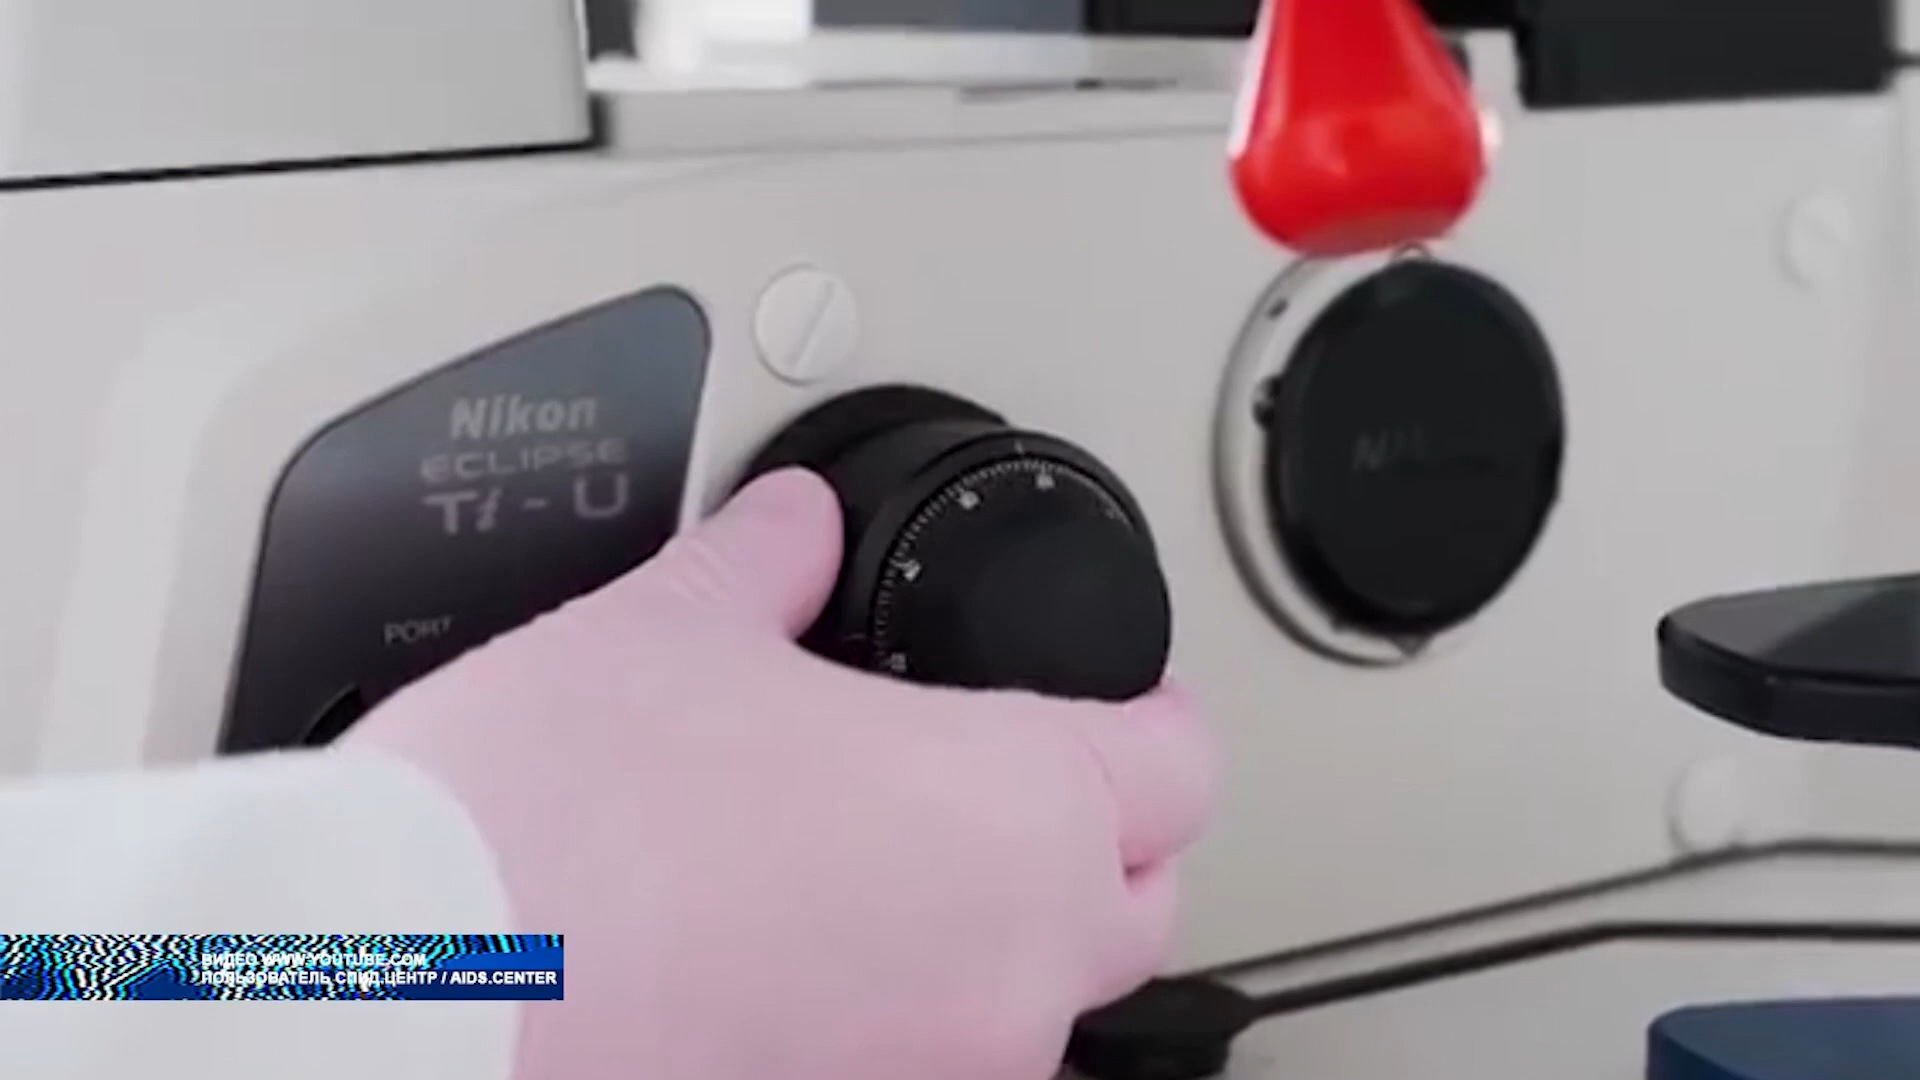 Nikon
ECLIPSE
Ti-U
PORT
ВИДЕО WWW.YOUTUBE.COM
ПОЛЬЗОВАТЕЛЬ СПИД.ЦЕНТР / AIDS.CENTER